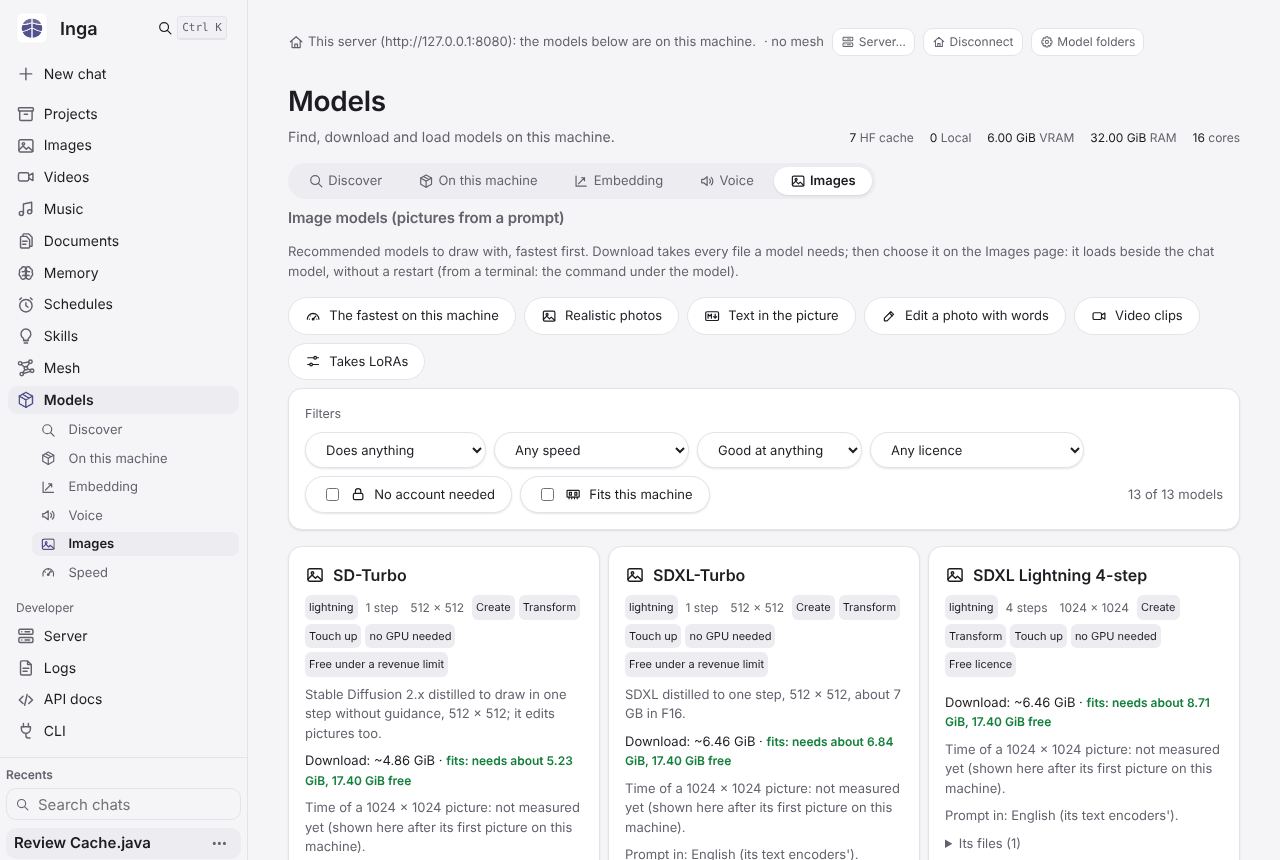 Inga
Ctrl K
New chat
Projects
Images
Videos
Music
Documents
Memory
Schedules
Skills
Mesh
Models
Discover
On this machine
Embedding
Voice
Images
Speed
Developer
Server
Logs
API docs
CLI
Recents
Search chats
Review Cache.java
This server (http://127.0.0.1:8080): the models below are on this machine. · no mesh
Server...
Disconnect
Model folders
Models
Find, download and load models on this machine.
7 HF cache 0 Local 6.00 GiB VRAM 32.00 GiB RAM 16 cores
Discover
On this machine
Embedding
Voice
Images
Image models (pictures from a prompt)
Recommended models to draw with, fastest first. Download takes every file a model needs; then choose it on the Images page: it loads beside the chat
model, without a restart (from a terminal: the command under the model).
The fastest on this machine
Realistic photos
Text in the picture
Edit a photo with words
Video clips
Takes LoRAs
Filters
Does anything
Any speed
Good at anything
Any licence
No account needed
Fits this machine
13 of 13 models
SD-Turbo
lightning 1 step 512 × 512 Create Transform
Touch up no GPU needed
Free under a revenue limit
Stable Diffusion 2.x distilled to draw in one
step without guidance, 512 × 512; it edits
pictures too.
Download: ~4.86 GiB · fits: needs about 5.23
GiB, 17.40 GiB free
Time of a 1024 × 1024 picture: not measured
yet (shown here after its first picture on this
machine).
SDXL-Turbo
lightning 1 step 512 × 512 Create Transform
Touch up no GPU needed
Free under a revenue limit
SDXL distilled to one step, 512 × 512, about 7
GB in F16.
Download: ~6.46 GiB · fits: needs about 6.84
GiB, 17.40 GiB free
Time of a 1024 × 1024 picture: not measured
yet (shown here after its first picture on this
machine).
Prompt in: English (its text encoders').
SDXL Lightning 4-step
lightning 4 steps 1024 × 1024 Create
Transform Touch up no GPU needed
Free licence
Download: ~6.46 GiB · fits: needs about 8.71
GiB, 17.40 GiB free
Time of a 1024 × 1024 picture: not measured
yet (shown here after its first picture on this
machine).
Prompt in: English (its text encoders').
Its files (1)